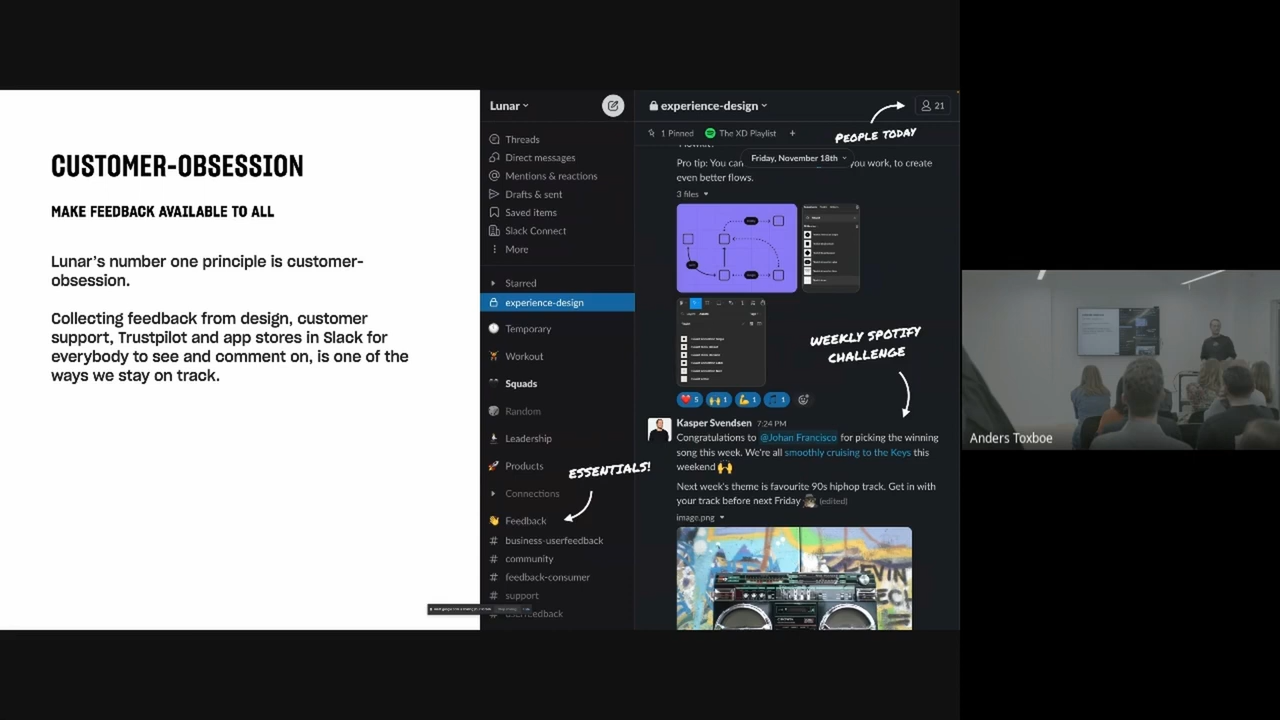 CUSTOMER-OBSESSION
MAKE FEEDBACK AVAILABLE TO ALL
Lunar's number one principle is customer-
obsession.
Collecting feedback from design, customer
support, Trustpilot and app stores in Slack for
everybody to see and comment on, is one of the
ways we stay on track.
Lunar
Threads
Direct messages
Mentions & reactions
Drafts & sent
Saved items
Slack Connect
More
Starred
experience-design
Temporary
Workout
Squads
Random
Leadership
Products
ESSENTIALS!
Connections
Feedback
# business-userfeedback
# community
# feedback-consumer
# support
# userfeedback
experience-design
21
PEOPLE TODAY
1 Pinned
The XD Playlist
+
Friday, November 18th
Pro tip: You can you work, to create
even better flows.
3 files
WEEKLY SPOTIFY
CHALLENGE
5 1 1 1
Kasper Svendsen 7:24 PM
Congratulations to @Johan Francisco for picking the winning
song this week. We're all smoothly cruising to the Keys this
weekend
Next week's theme is favourite 90s hiphop track. Get in with
your track before next Friday (edited)
image.png
Anders Toxboe